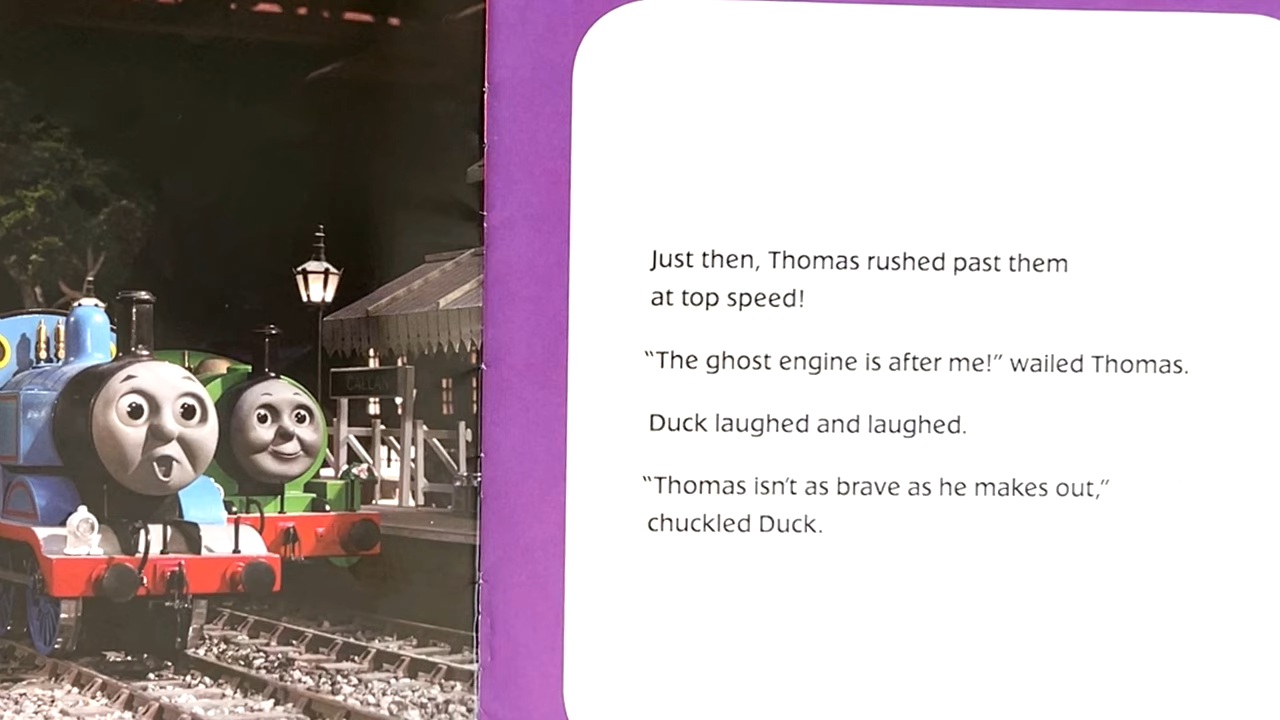 CALLAN
Just then, Thomas rushed past them
at top speed!
“The ghost engine is after me!” wailed Thomas.
Duck laughed and laughed.
“Thomas isn’t as brave as he makes out,”
chuckled Duck.